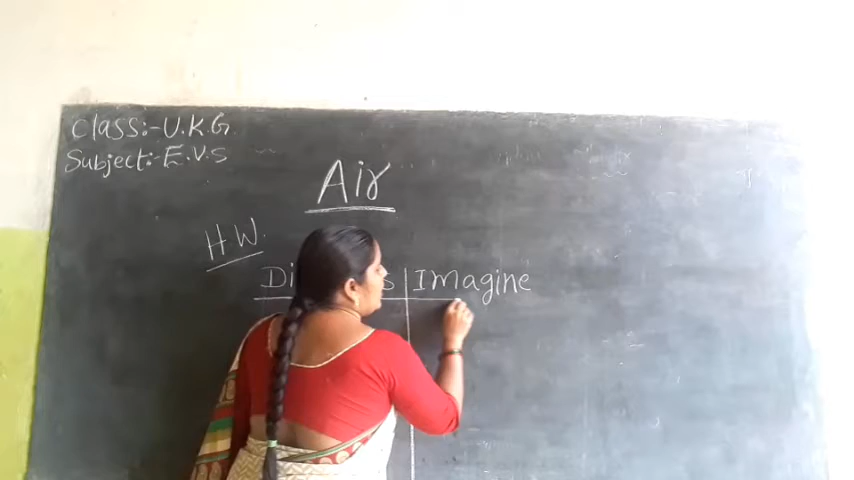 Class:-U.K.G
Subject:-E.V.S
Air
H.W.
Imagine